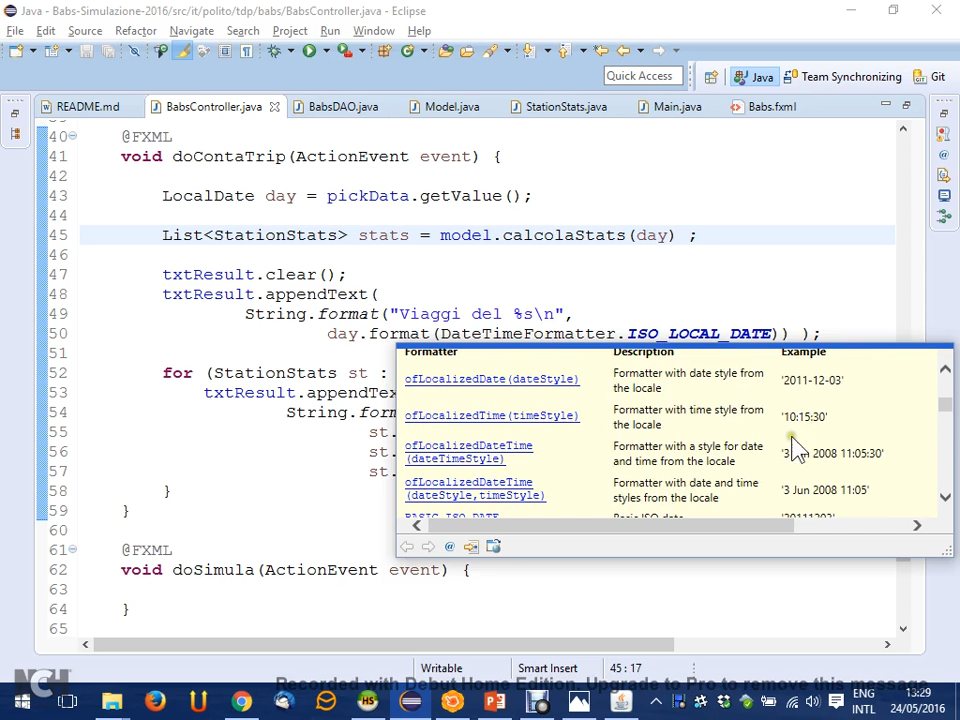 Java - Babs-Simulazione-2016/src/it/polito/tdp/babs/BabsController.java - Eclipse
File Edit Source Refactor Navigate Search Project Run Window Help
Quick Access
Java Team Synchronizing Git
README.md BabsController.java BabsDAO.java Model.java StationStats.java Main.java Babs.fxml
40 @FXML
41 void doContaTrip(ActionEvent event) {
42
43 LocalDate day = pickData.getValue();
44
45 List<StationStats> stats = model.calcolaStats(day) ;
46
47 txtResult.clear();
48 txtResult.appendText(
49 String.format("Viaggi del %s\n",
50 day.format(DateTimeFormatter.ISO_LOCAL_DATE)) );
51
52 for (StationStats st :
53 txtResult.appendTex
54 String.for
55 st.
56 st.
57 st.
58 }
59 }
60
61 @FXML
62 void doSimula(ActionEvent event) {
63
64 }
65
Formatter Description Example
ofLocalizedDate(dateStyle) Formatter with date style from the locale '2011-12-03'
ofLocalizedTime(timeStyle) Formatter with time style from the locale '10:15:30'
ofLocalizedDateTime (dateTimeStyle) Formatter with a style for date and time from the locale 2008 11:05:30'
ofLocalizedDateTime (dateStyle,timeStyle) Formatter with date and time styles from the locale '3 Jun 2008 11:05'
BASIC_ISO_DATE Basic ISO date '20111203'
Writable Smart Insert 45 : 17
NCH
Recorded with Debut Home Edition. Upgrade to Pro to remove this message
HS
ENG
INTL
13:29
24/05/2016